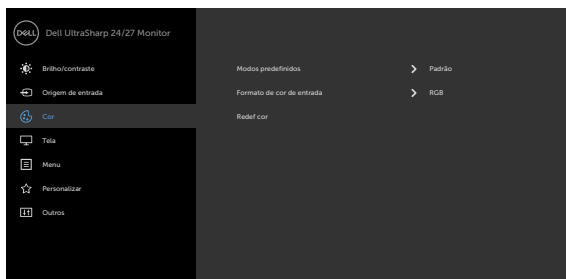 DELL
Dell UltraSharp 24/27 Monitor
Brilho/contraste
Origem de entrada
Cor
Tela
Menu
Personalizar
Outros
Modos predefinidos
Padrão
Formato de cor de entrada
RGB
Redef cor